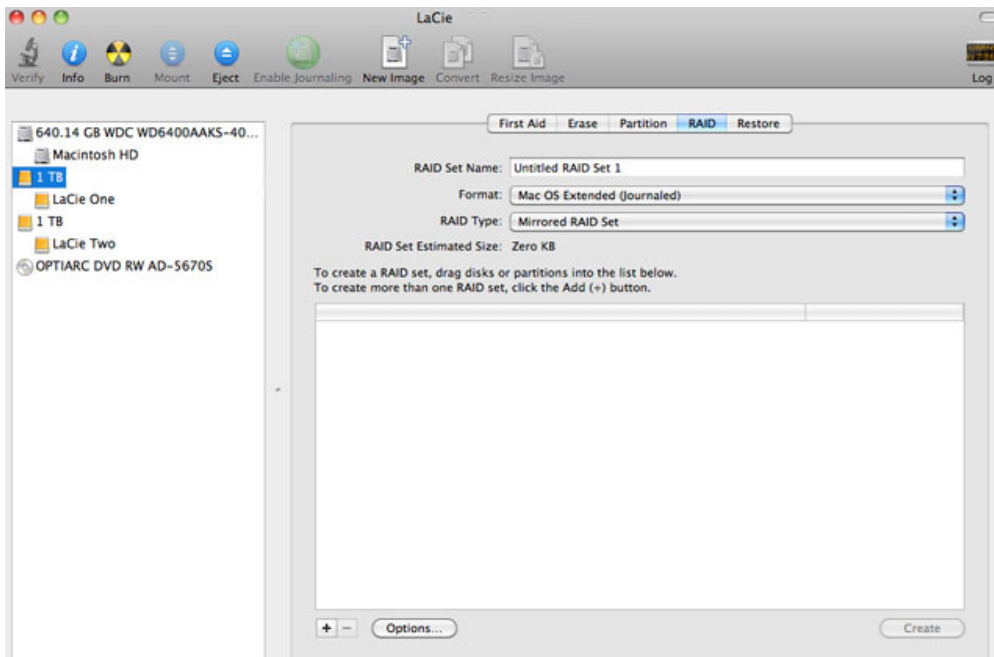 LaCie
Verify Info Burn Mount Eject Enable Journaling New Image Convert Resize Image Log
640.14 GB WDC WD6400AAKS-40...
Macintosh HD
1 TB
LaCie One
1 TB
LaCie Two
OPTIARC DVD RW AD-5670S
First Aid Erase Partition RAID Restore
RAID Set Name: Untitled RAID Set 1
Format: Mac OS Extended (Journaled)
RAID Type: Mirrored RAID Set
RAID Set Estimated Size: Zero KB
To create a RAID set, drag disks or partitions into the list below.
To create more than one RAID set, click the Add (+) button.
+ − Options... Create